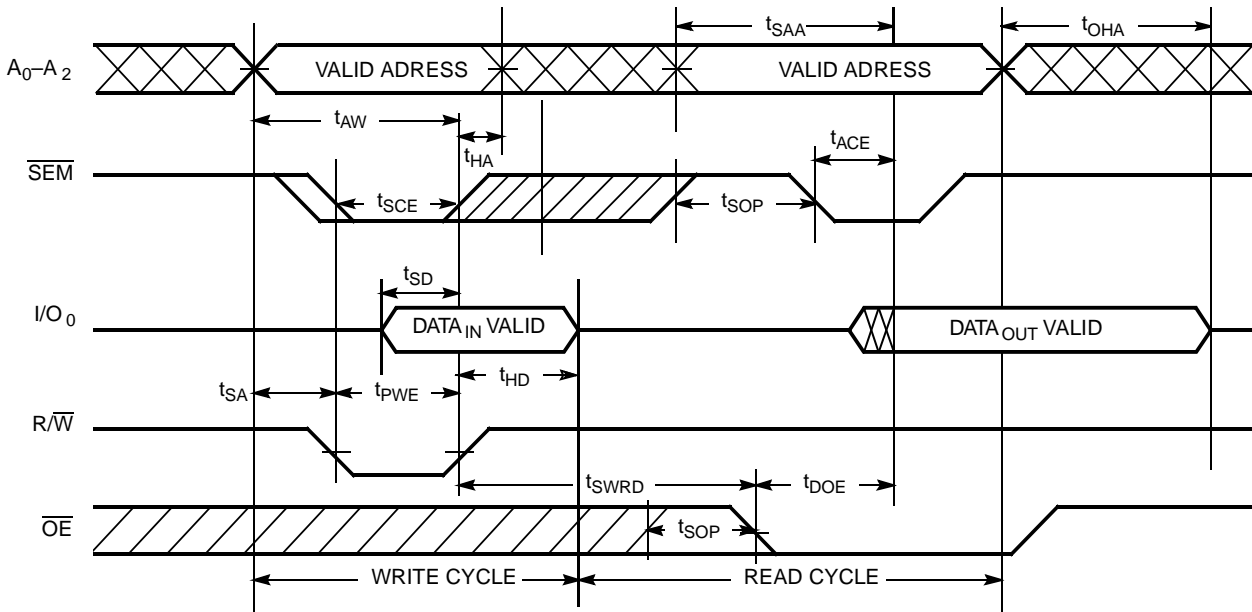 tSAA
tOHA
A0–A2
VALID ADRESS
VALID ADRESS
tAW
tHA
tACE
SEM
tSCE
tSOP
tSD
I/O0
DATAIN VALID
DATAOUT VALID
tSA
tPWE
tHD
R/W
tSWRD
tDOE
OE
tSOP
WRITE CYCLE
READ CYCLE